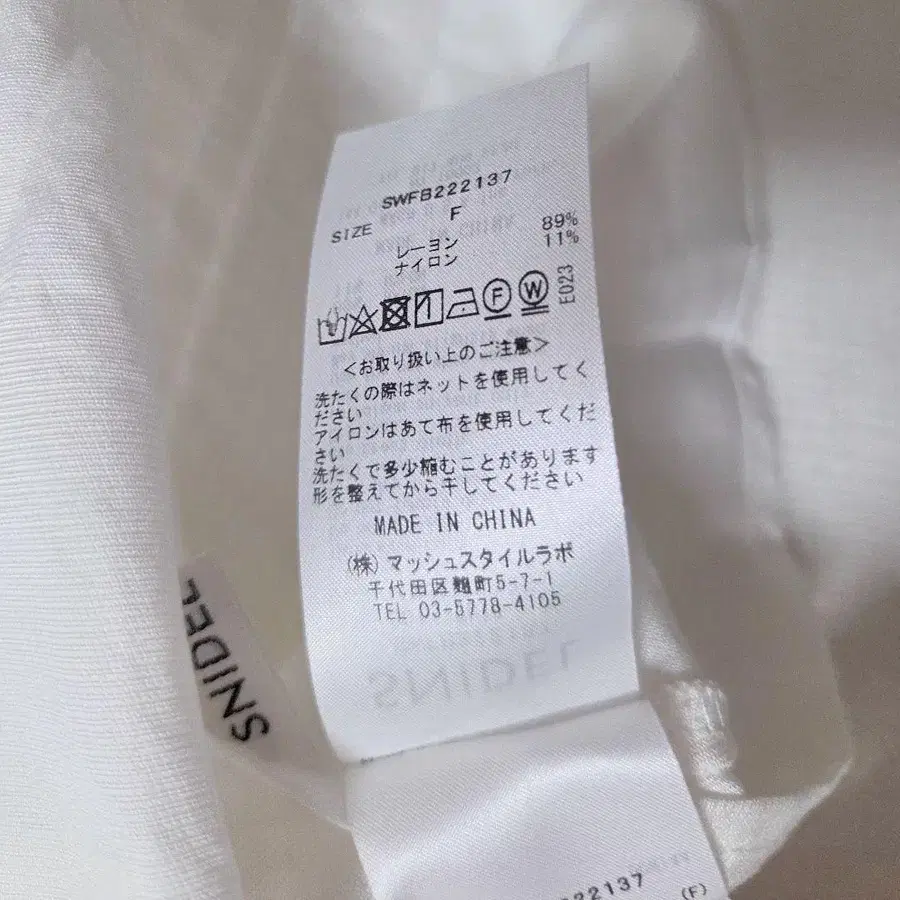 SWFB222137
SIZE F
レーヨン 89%
ナイロン 11%
F W E023
<お取り扱い上のご注意>
洗たくの際はネットを使用してく
ださい
アイロンはあて布を使用してくだ
さい
洗たくで多少縮むことがあります
形を整えてから干してください
MADE IN CHINA
(株)マッシュスタイルラボ
千代田区麹町5-7-1
TEL 03-5778-4105
SNIDEL
SNIDEL
22137
(F)